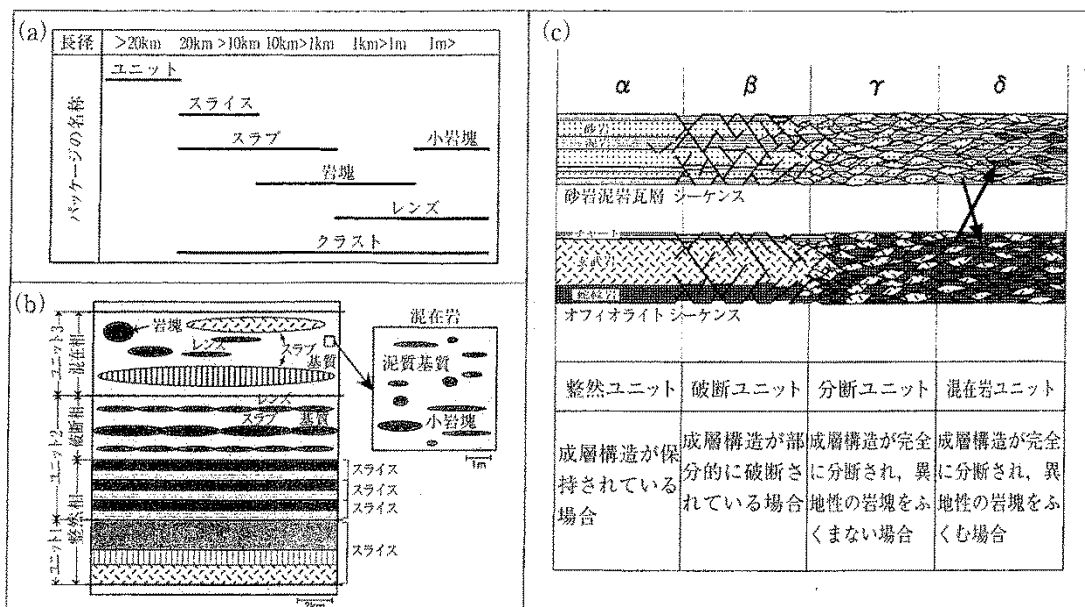 (a)
長径 >20km 20km>10km 10km>1km 1km>1m 1m>
パッケージの名称
ユニット
スライス
スラブ 小岩塊
岩塊
レンズ
クラスト
(b)
ユニット3
混在相
岩塊
レンズ
スラブ
基質
混在岩
泥質基質
小岩塊
1m
ユニット2
破断相
レンズ
スラブ 基質
スライス
スライス
スライス
ユニット1
整然相
スライス
2km
(c)
α β γ δ
砂岩
泥岩
砂岩泥岩互層 シーケンス
チャート
玄武岩
蛇紋岩
オフィオライトシーケンス
整然ユニット 破断ユニット 分断ユニット 混在岩ユニット
成層構造が保
持されている
場合
成層構造が部
分的に破断さ
れている場合
成層構造が完全
に分断され,異
地性の岩塊をふ
くまない場合
成層構造が完全
に分断され,異
地性の岩塊をふ
くむ場合